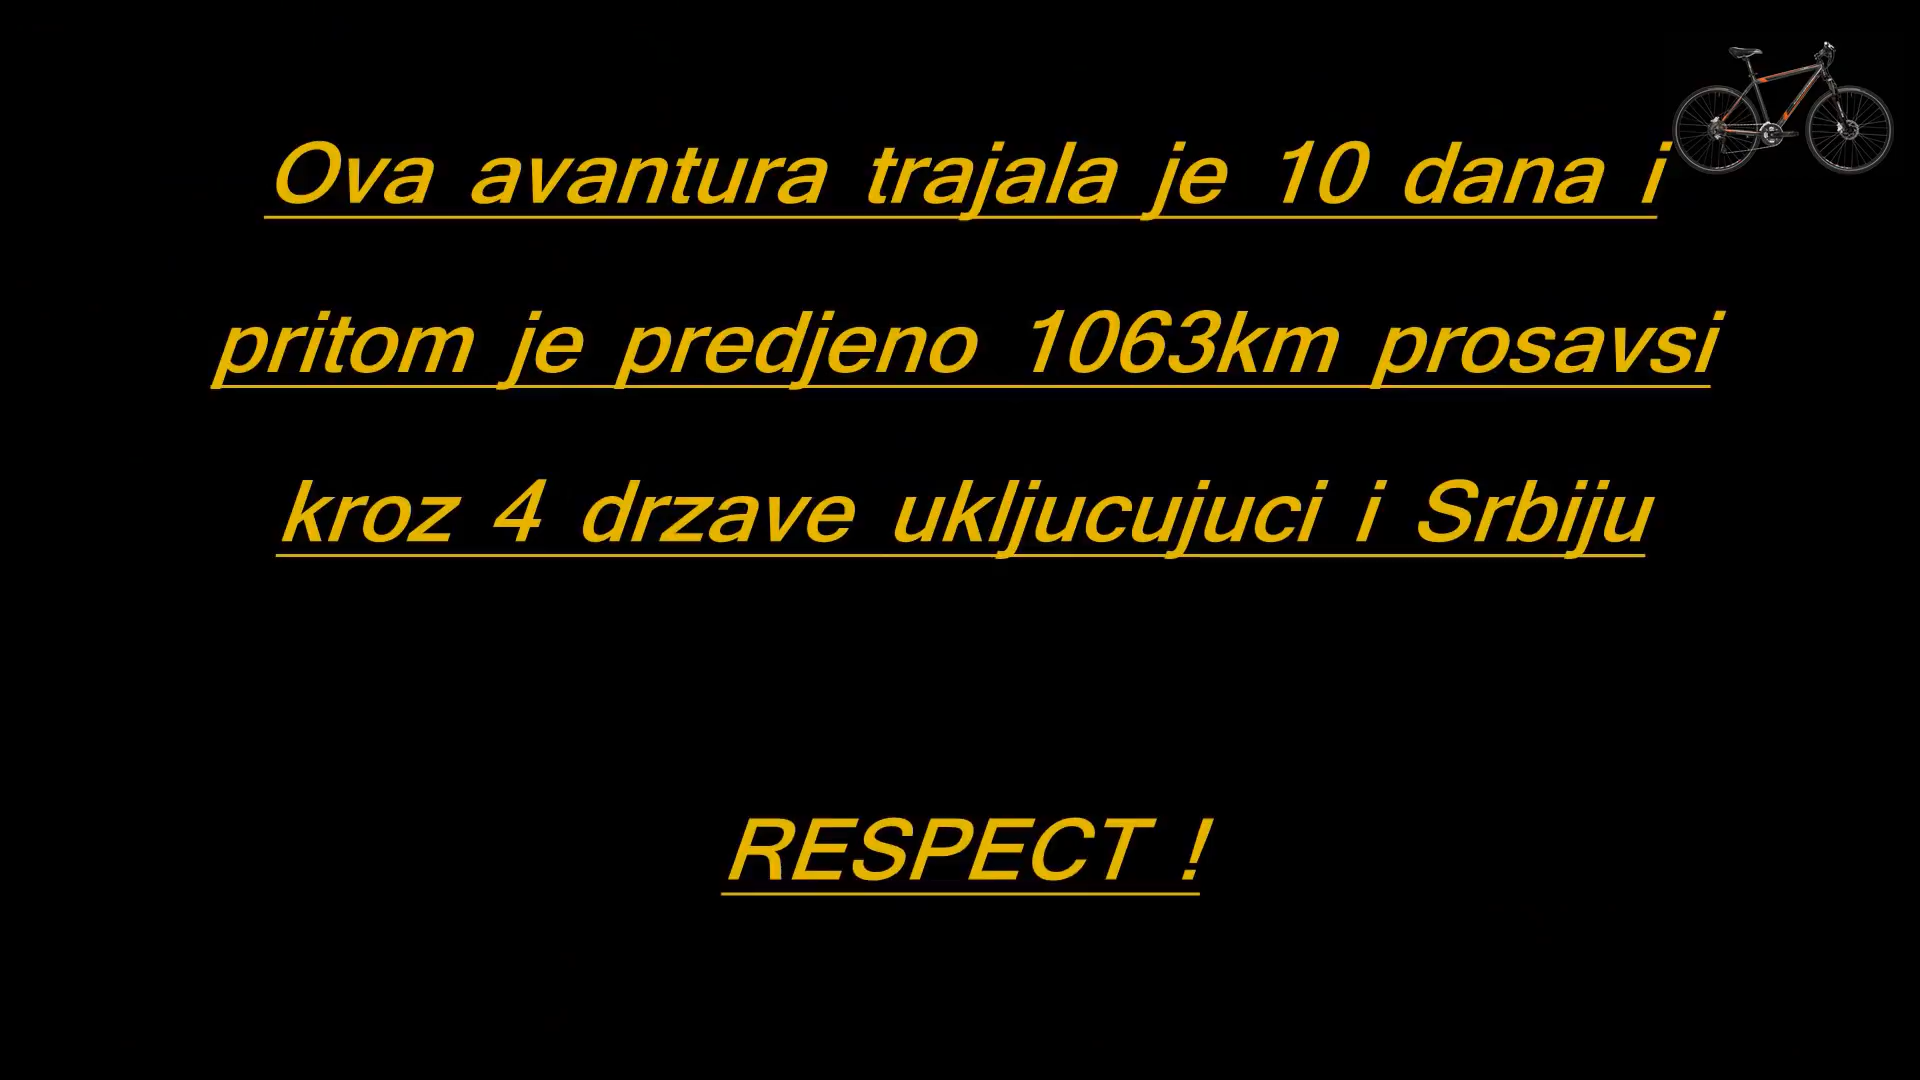 Ova avantura trajala je 10 dana i
pritom je predjeno 1063km prosavsi
kroz 4 drzave ukljucujuci i Srbiju
RESPECT !